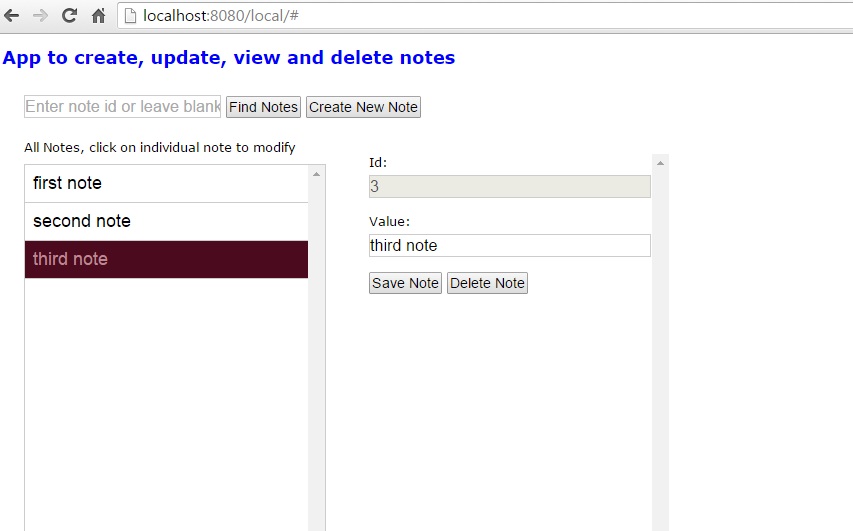 localhost:8080/local/#
App to create, update, view and delete notes
Enter note id or leave blank Find Notes Create New Note
All Notes, click on individual note to modify
first note
second note
third note
Id:
3
Value:
third note
Save Note Delete Note